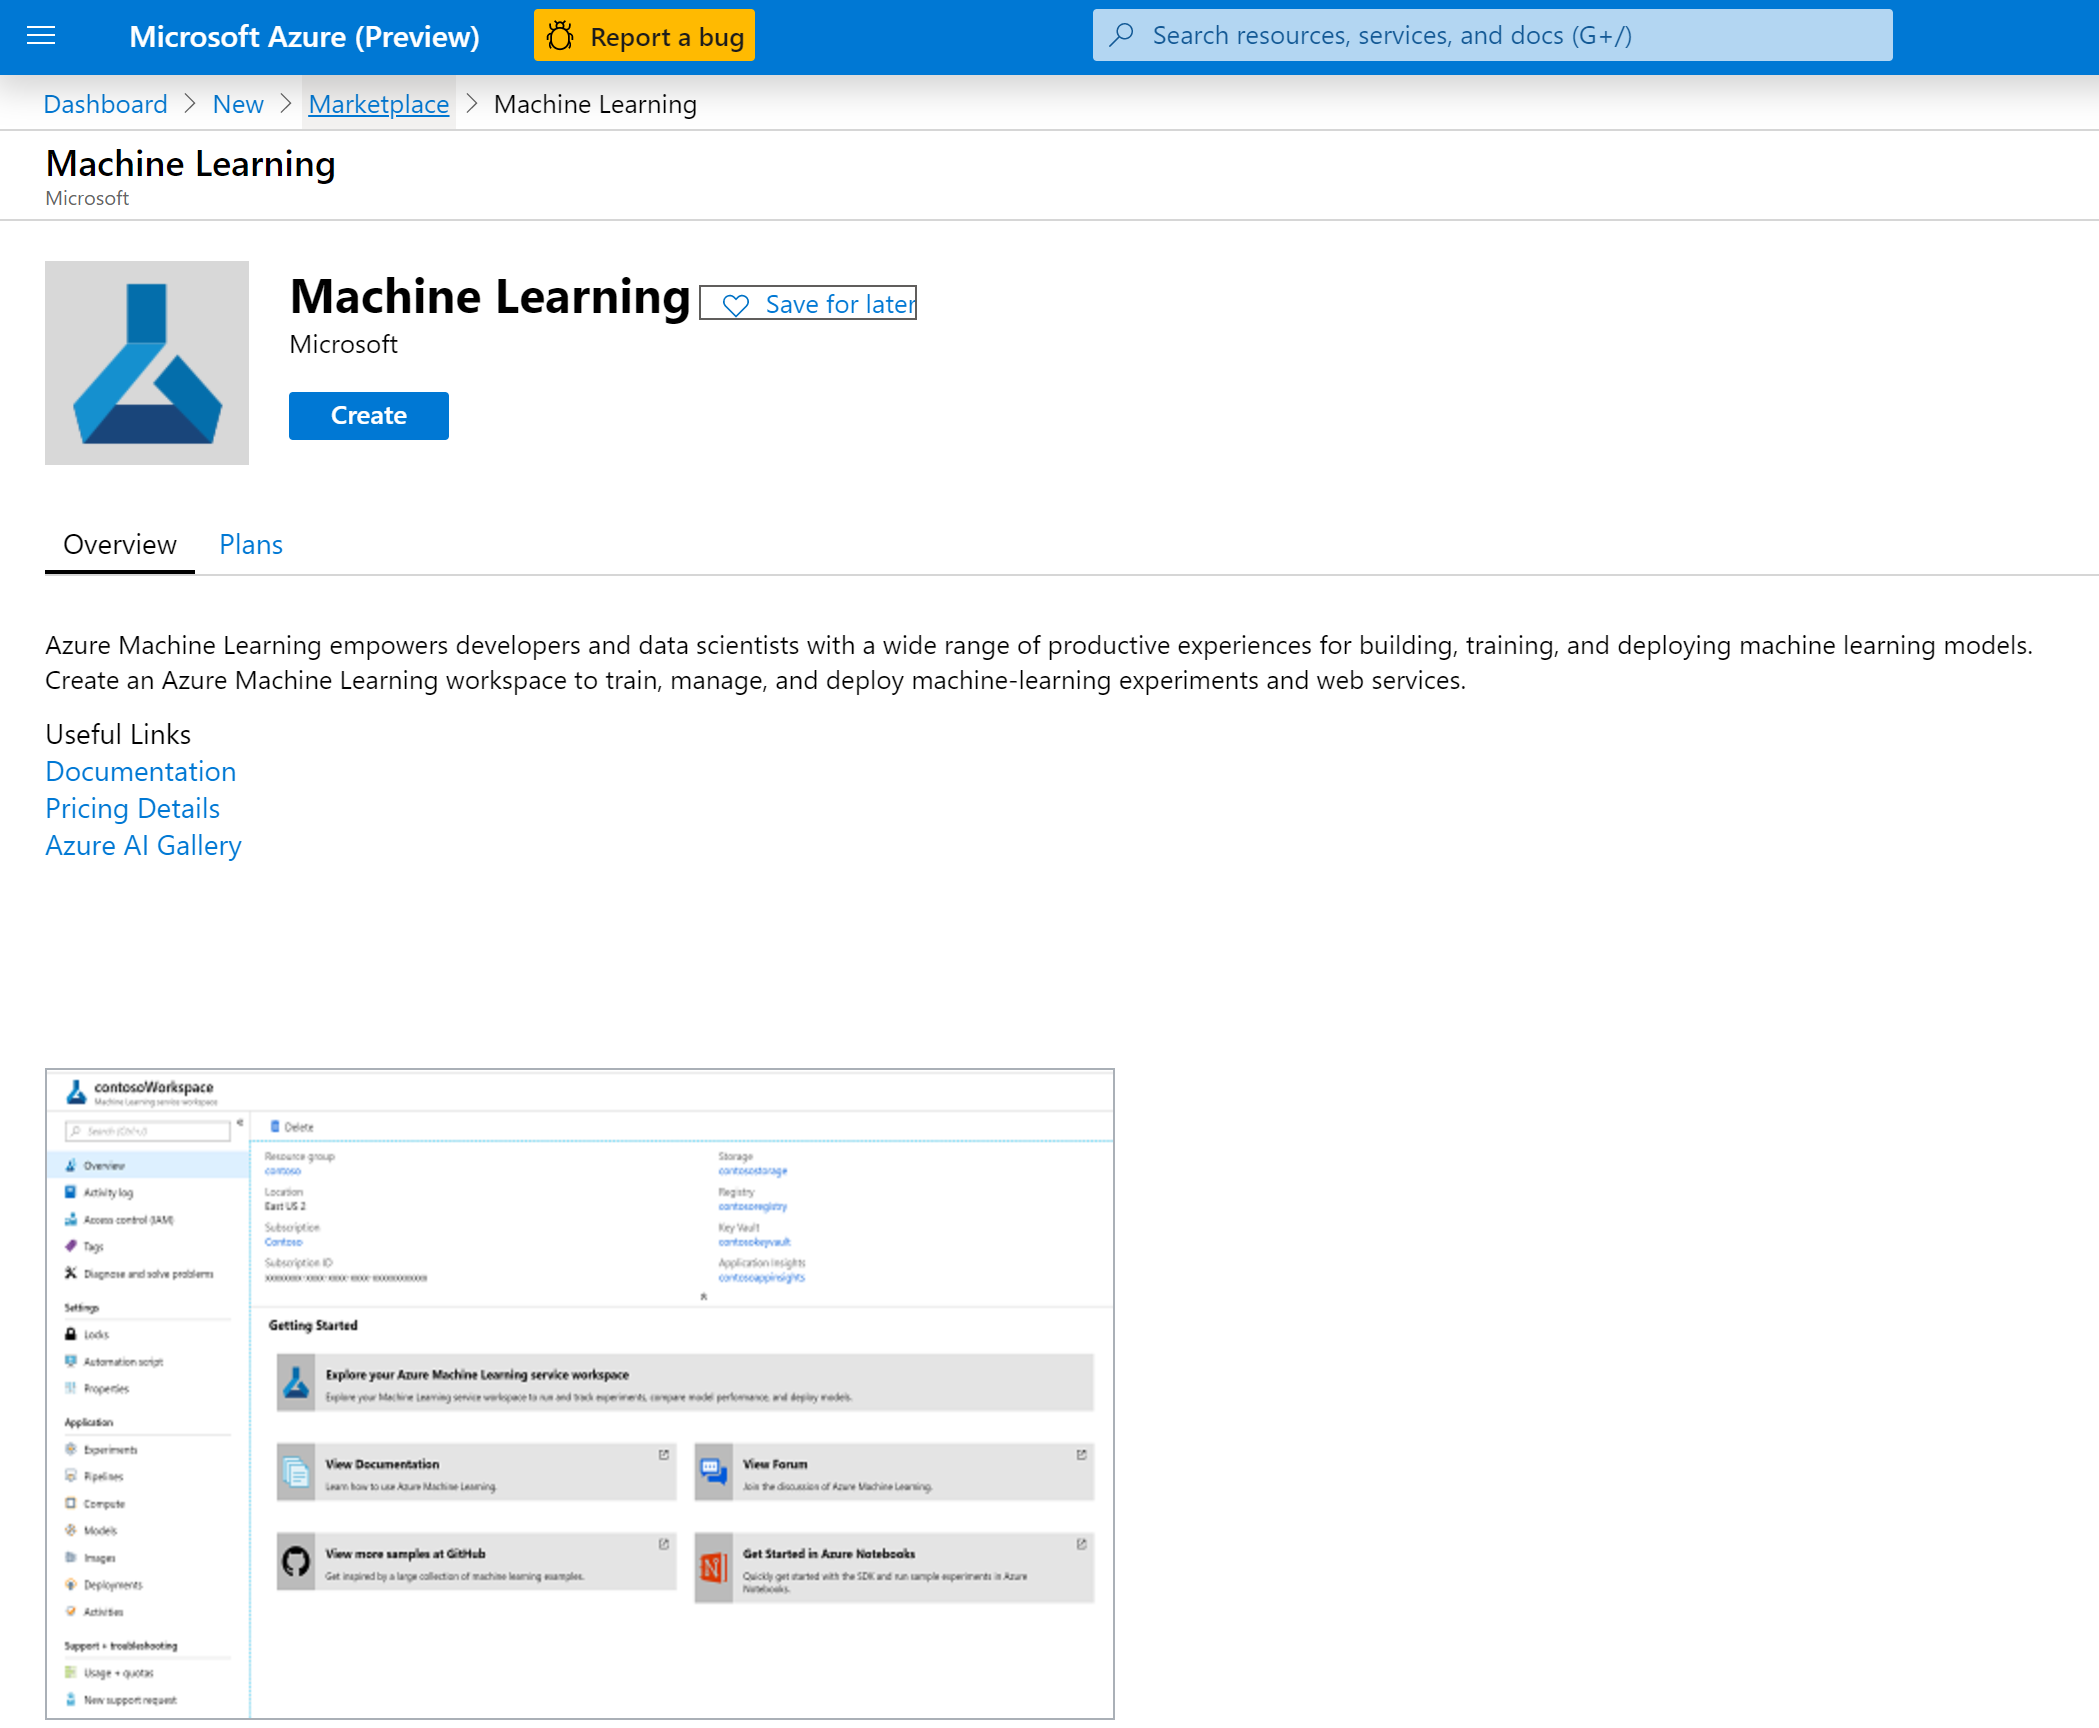 Microsoft Azure (Preview)
Report a bug
Search resources, services, and docs (G+/)
Dashboard > New > Marketplace > Machine Learning
Machine Learning
Microsoft
Machine Learning
Save for later
Microsoft
Create
Overview
Plans
Azure Machine Learning empowers developers and data scientists with a wide range of productive experiences for building, training, and deploying machine learning models.
Create an Azure Machine Learning workspace to train, manage, and deploy machine-learning experiments and web services.
Useful Links
Documentation
Pricing Details
Azure AI Gallery
contosoWorkspace
Machine Learning service workspace
Search (Ctrl+/)
Overview
Activity log
Access control (IAM)
Tags
Diagnose and solve problems
Settings
Locks
Automation script
Properties
Application
Experiments
Pipelines
Compute
Models
Images
Deployments
Activities
Support + troubleshooting
Usage + quotas
New support request
Delete
Resource group
contoso
Location
East US 2
Subscription
Contoso
Subscription ID
Storage
contosostorage
Registry
contosoregistry
Key Vault
contosokeyvault
Application Insights
contosoappinsights
Getting Started
Explore your Azure Machine Learning service workspace
Explore your Machine Learning service workspace to run and track experiments, compare model performance, and deploy models.
View Documentation
Learn how to use Azure Machine Learning.
View Forum
Join the discussion of Azure Machine Learning.
View more samples at GitHub
Get inspired by a large collection of machine learning examples.
Get Started in Azure Notebooks
Quickly get started with the SDK and run sample experiments in Azure
Notebooks.